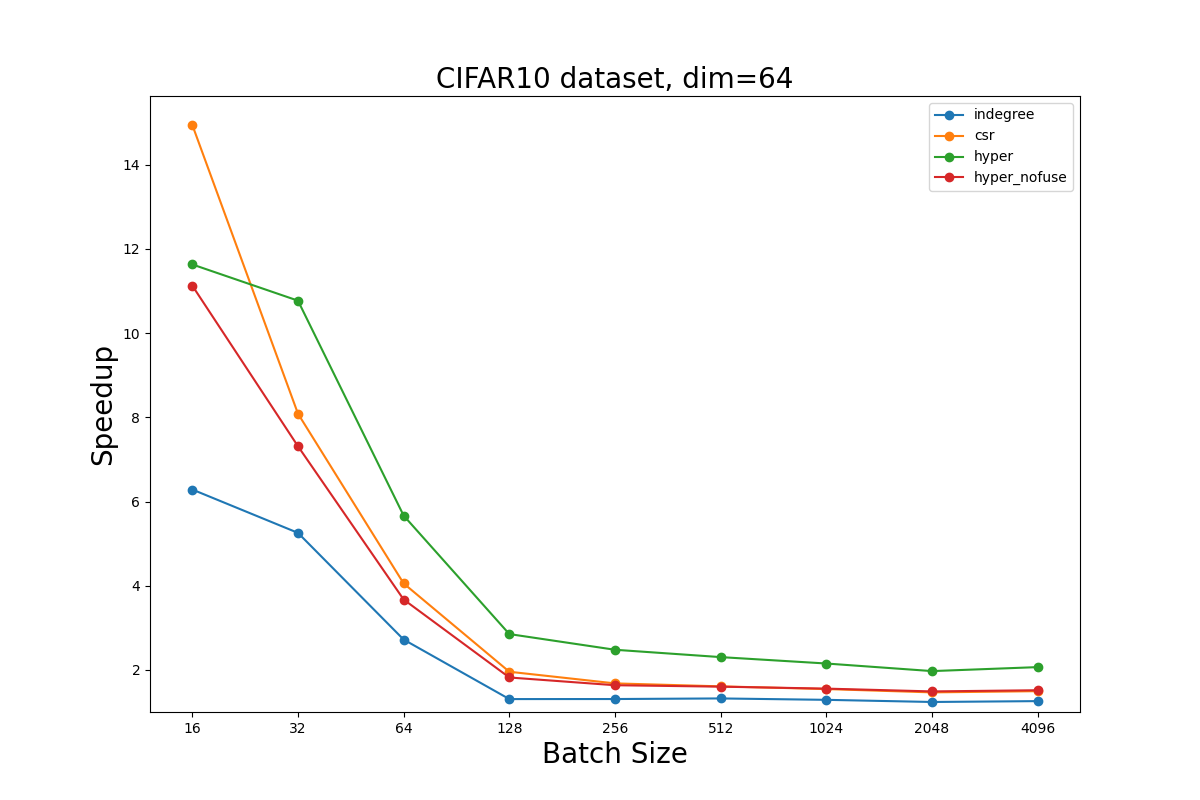 CIFAR10 dataset, dim=64
indegree
csr
hyper
hyper_nofuse
Speedup
14
12
10
8
6
4
2
16 32 64 128 256 512 1024 2048 4096
Batch Size